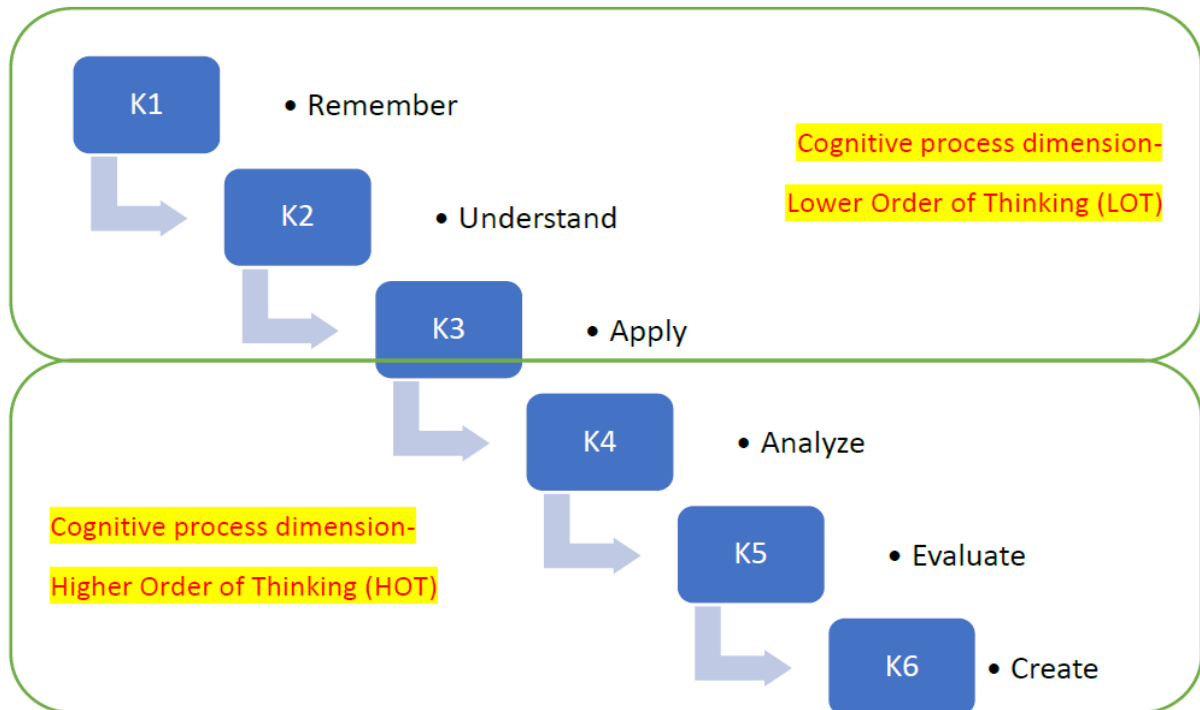 K1
• Remember
Cognitive process dimension-
Lower Order of Thinking (LOT)
K2
• Understand
K3
• Apply
K4
• Analyze
Cognitive process dimension-
Higher Order of Thinking (HOT)
K5
• Evaluate
K6
• Create